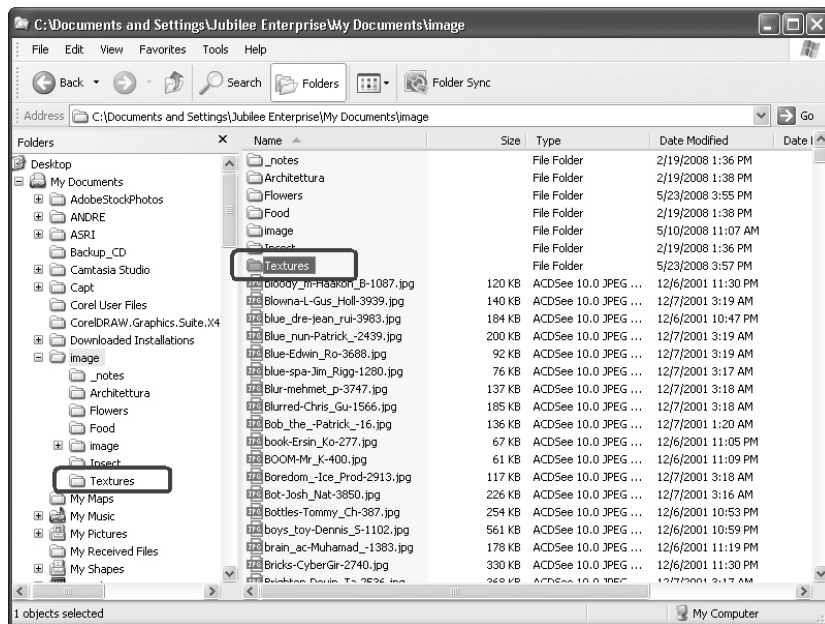 C:\Documents and Settings\Jubilee Enterprise\My Documents\image
File Edit View Favorites Tools Help
Back Search Folders Folder Sync
Address C:\Documents and Settings\Jubilee Enterprise\My Documents\image Go
Folders X
Desktop
My Documents
AdobeStockPhotos
ANDRE
ASRI
Backup_CD
Camtasia Studio
Capt
Corel User Files
CorelDRAW.Graphics.Suite.X4
Downloaded Installations
image
_notes
Architettura
Flowers
Food
image
Insect
Textures
My Maps
My Music
My Pictures
My Received Files
My Shapes
Name Size Type Date Modified Date
_notes File Folder 2/19/2008 1:36 PM
Architettura File Folder 2/19/2008 1:38 PM
Flowers File Folder 5/23/2008 3:55 PM
Food File Folder 2/19/2008 1:38 PM
image File Folder 5/10/2008 11:07 AM
Insect File Folder 2/19/2008 1:36 PM
Textures File Folder 5/23/2008 3:57 PM
bloody_m-Haakon_B-1087.jpg 120 KB ACDSee 10.0 JPEG ... 12/6/2001 11:30 PM
Blowna-L-Gus_Holl-3939.jpg 140 KB ACDSee 10.0 JPEG ... 12/7/2001 3:19 AM
blue_dre-jean_rui-3983.jpg 184 KB ACDSee 10.0 JPEG ... 12/6/2001 10:47 PM
Blue_nun-Patrick_-2439.jpg 200 KB ACDSee 10.0 JPEG ... 12/7/2001 3:19 AM
Blue-Edwin_Ro-3688.jpg 92 KB ACDSee 10.0 JPEG ... 12/7/2001 3:19 AM
blue-spa-Jim_Rigg-1280.jpg 76 KB ACDSee 10.0 JPEG ... 12/7/2001 3:17 AM
Blur-mehmet_p-3747.jpg 137 KB ACDSee 10.0 JPEG ... 12/7/2001 3:18 AM
Blurred-Chris_Gu-1566.jpg 185 KB ACDSee 10.0 JPEG ... 12/7/2001 3:18 AM
Bob_the_-Patrick_-16.jpg 136 KB ACDSee 10.0 JPEG ... 12/7/2001 1:20 AM
book-Ersin_Ko-277.jpg 67 KB ACDSee 10.0 JPEG ... 12/6/2001 11:05 PM
BOOM-Mr_K-400.jpg 61 KB ACDSee 10.0 JPEG ... 12/6/2001 11:09 PM
Boredom_-Ice_Prod-2913.jpg 117 KB ACDSee 10.0 JPEG ... 12/7/2001 3:18 AM
Bot-Josh_Nat-3850.jpg 226 KB ACDSee 10.0 JPEG ... 12/7/2001 3:16 AM
Bottles-Tommy_Ch-387.jpg 254 KB ACDSee 10.0 JPEG ... 12/6/2001 10:53 PM
boys_toy-Dennis_S-1102.jpg 561 KB ACDSee 10.0 JPEG ... 12/6/2001 10:59 PM
brain_ac-Muhamad_-1383.jpg 178 KB ACDSee 10.0 JPEG ... 12/6/2001 11:19 PM
Bricks-CyberGir-2740.jpg 330 KB ACDSee 10.0 JPEG ... 12/6/2001 11:30 PM
1 objects selected My Computer